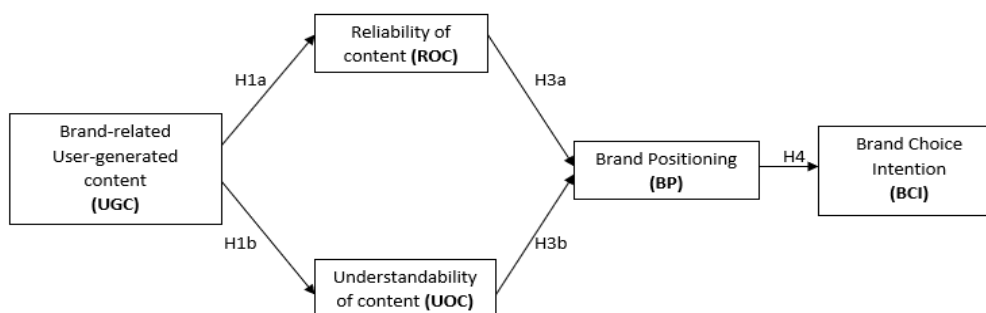 Reliability of
content (ROC)
H1a
H3a
Brand-related
User-generated
content
(UGC)
Brand Positioning
(BP)
H4
Brand Choice
Intention
(BCI)
H1b
H3b
Understandability
of content (UOC)